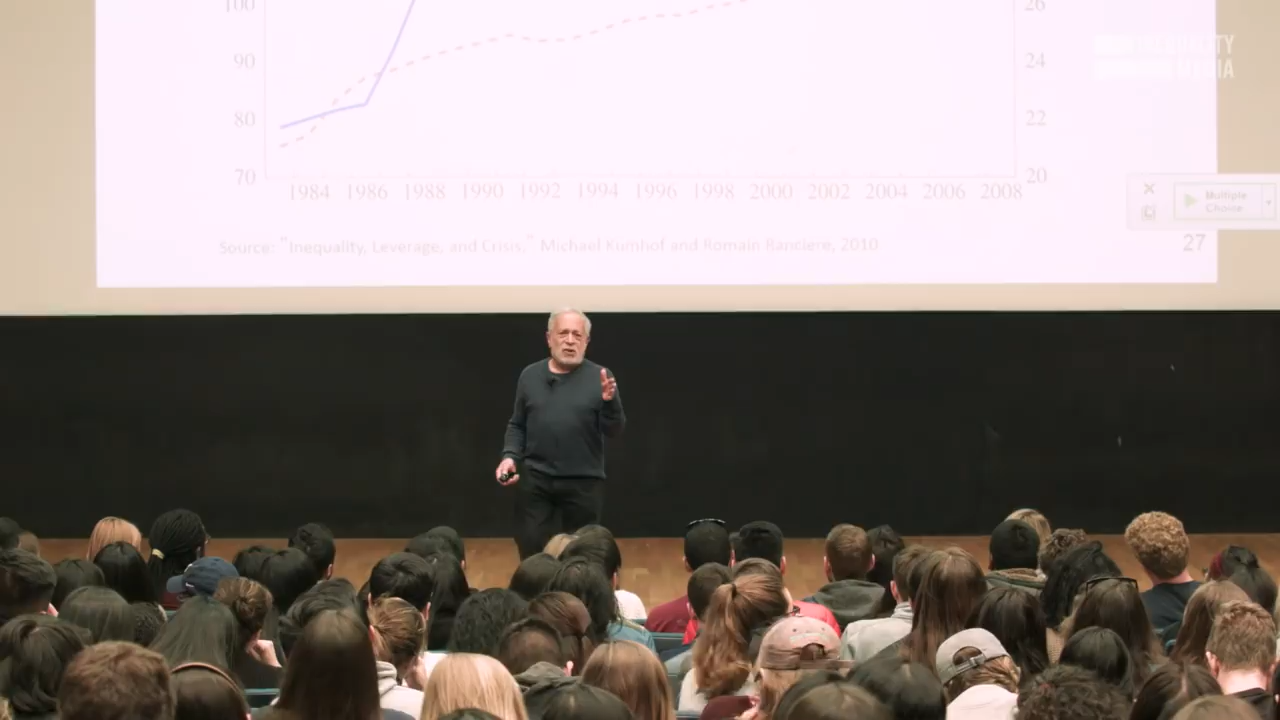 100
26
90
24
80
22
70
20
1984 1986 1988 1990 1992 1994 1996 1998 2000 2002 2004 2006 2008
Multiple
Choice
Source: "Inequality, Leverage, and Crisis," Michael Kumhof and Romain Ranciere, 2010
27